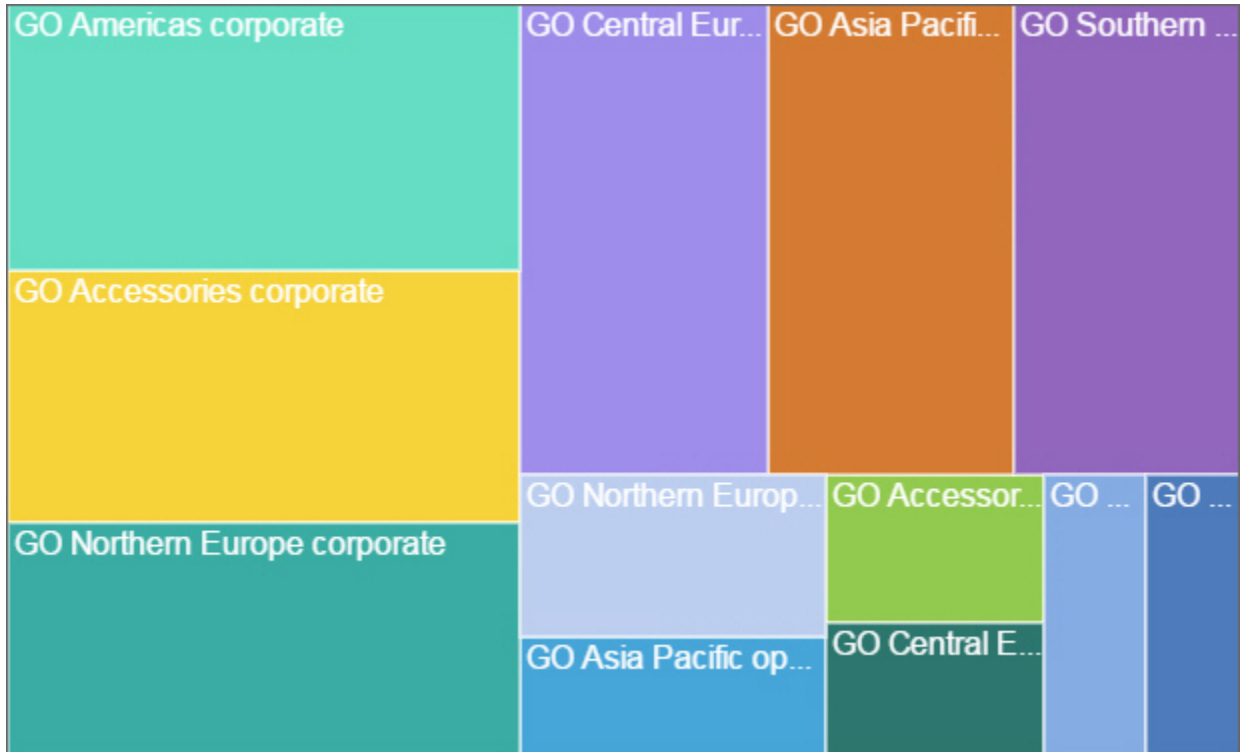 GO Americas corporate
GO Central Eur...
GO Asia Pacifi...
GO Southern ...
GO Accessories corporate
GO Northern Europ...
GO Accessor...
GO ...
GO ...
GO Northern Europe corporate
GO Asia Pacific op...
GO Central E...